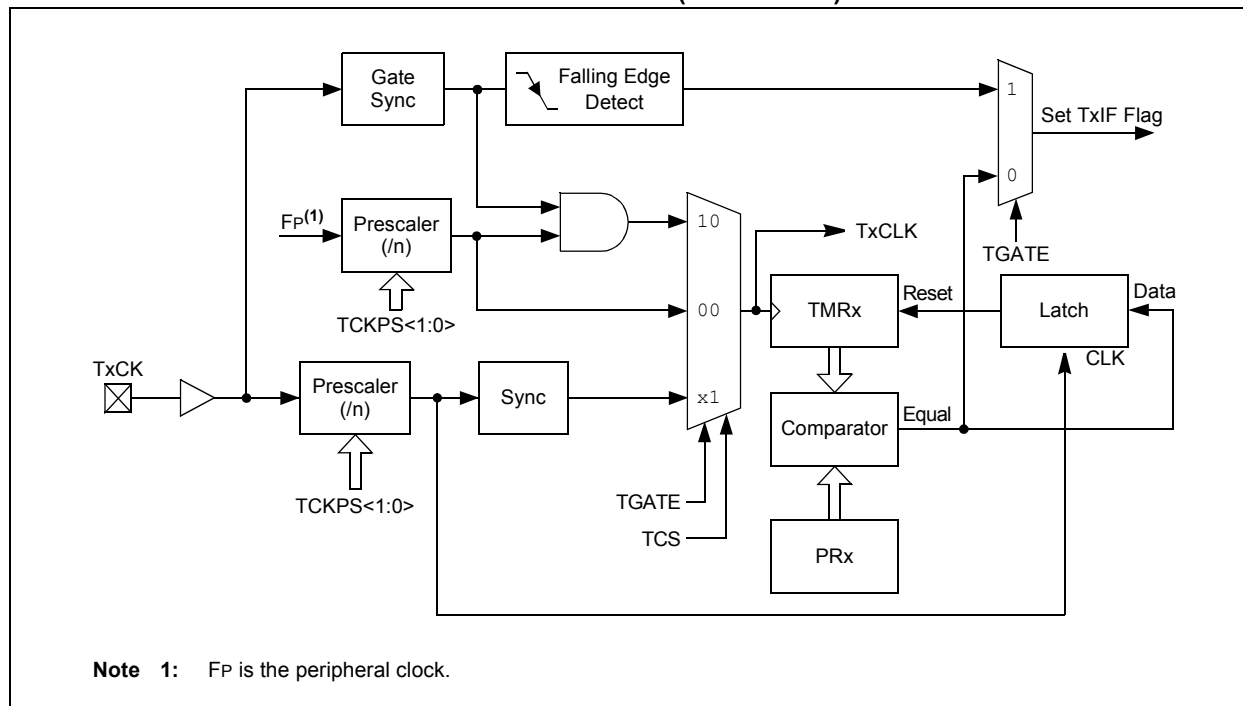 Gate
Sync
Falling Edge
Detect
1
Set TxIF Flag
0
TGATE
FP(1)
Prescaler
(/n)
TCKPS<1:0>
10
00
x1
TxCLK
TMRx
Reset
Latch
Data
CLK
TxCK
Prescaler
(/n)
TCKPS<1:0>
Sync
Comparator
Equal
TGATE
TCS
PRx
Note 1: FP is the peripheral clock.